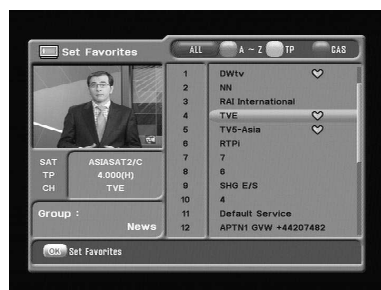 Set Favorites
ALL A ~ Z TP CAS
1 DWtv
2 NN
3 RAI International
4 TVE
5 TV5-Asia
6 RTPi
7 7
8 6
9 SHG E/S
10 4
11 Default Service
12 APTN1 GVW +44207482
SAT ASIASAT2/C
TP 4.000(H)
CH TVE
Group :
News
OK Set Favorites